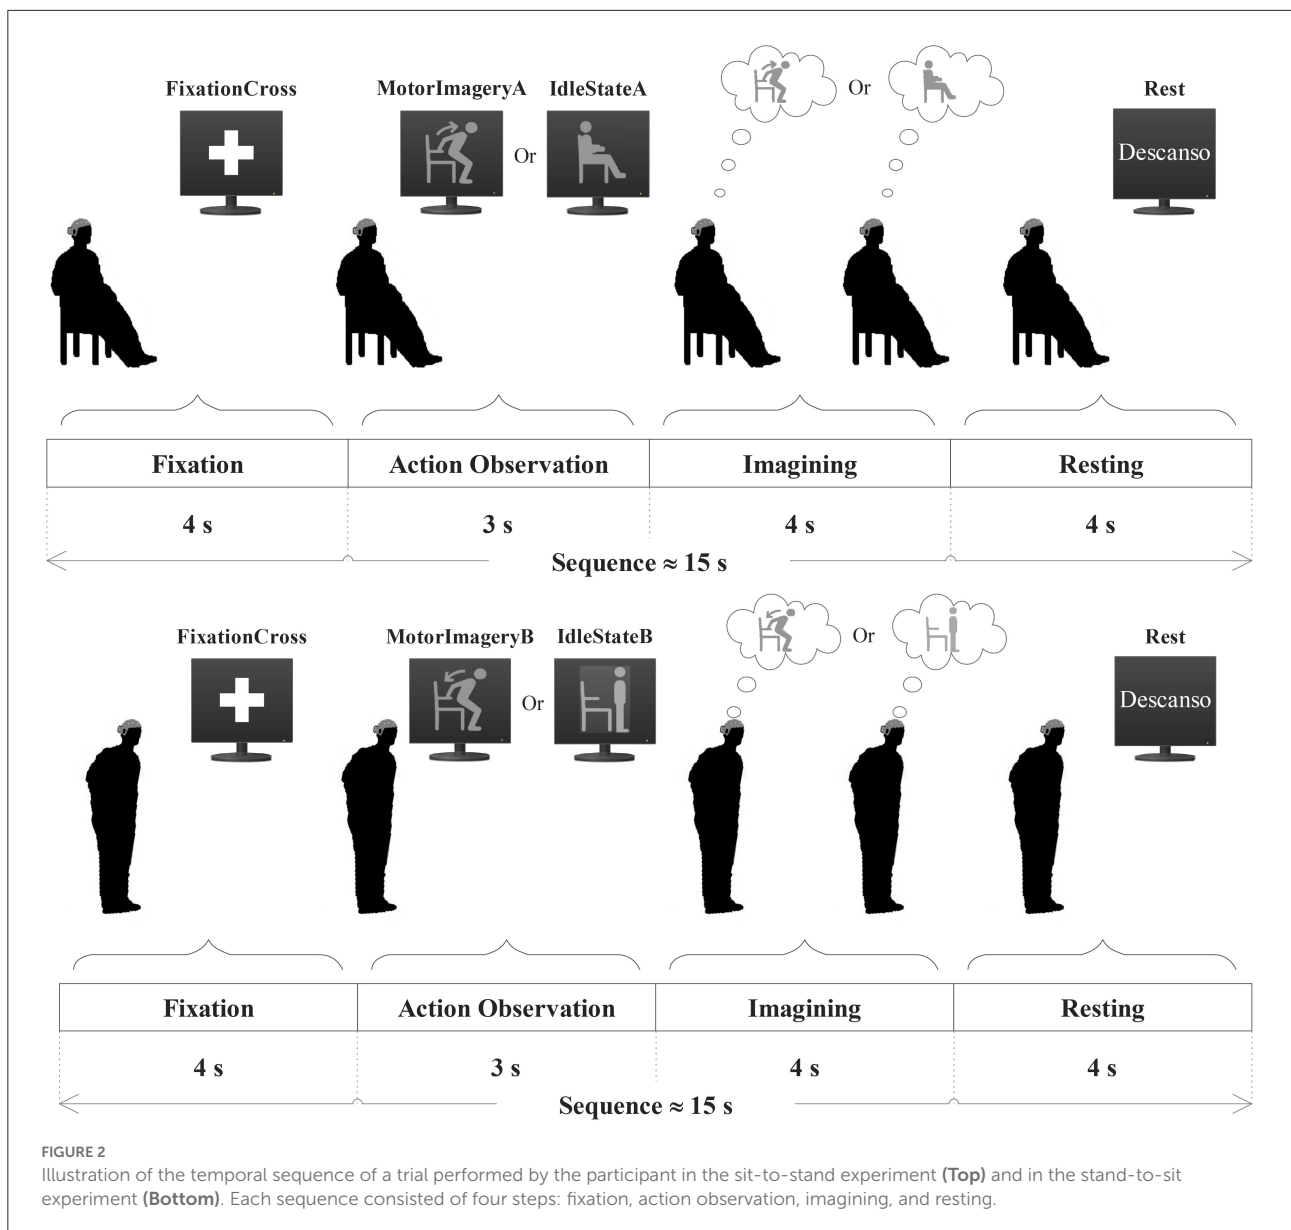 FixationCross
MotorImageryA
IdleStateA
Or
Or
Rest
Descanso
Fixation
Action Observation
Imagining
Resting
4 s
3 s
4 s
4 s
Sequence ≈ 15 s
FixationCross
MotorImageryB
IdleStateB
Or
Or
Rest
Descanso
Fixation
Action Observation
Imagining
Resting
4 s
3 s
4 s
4 s
Sequence ≈ 15 s
FIGURE 2
Illustration of the temporal sequence of a trial performed by the participant in the sit-to-stand experiment (Top) and in the stand-to-sit
experiment (Bottom). Each sequence consisted of four steps: fixation, action observation, imagining, and resting.